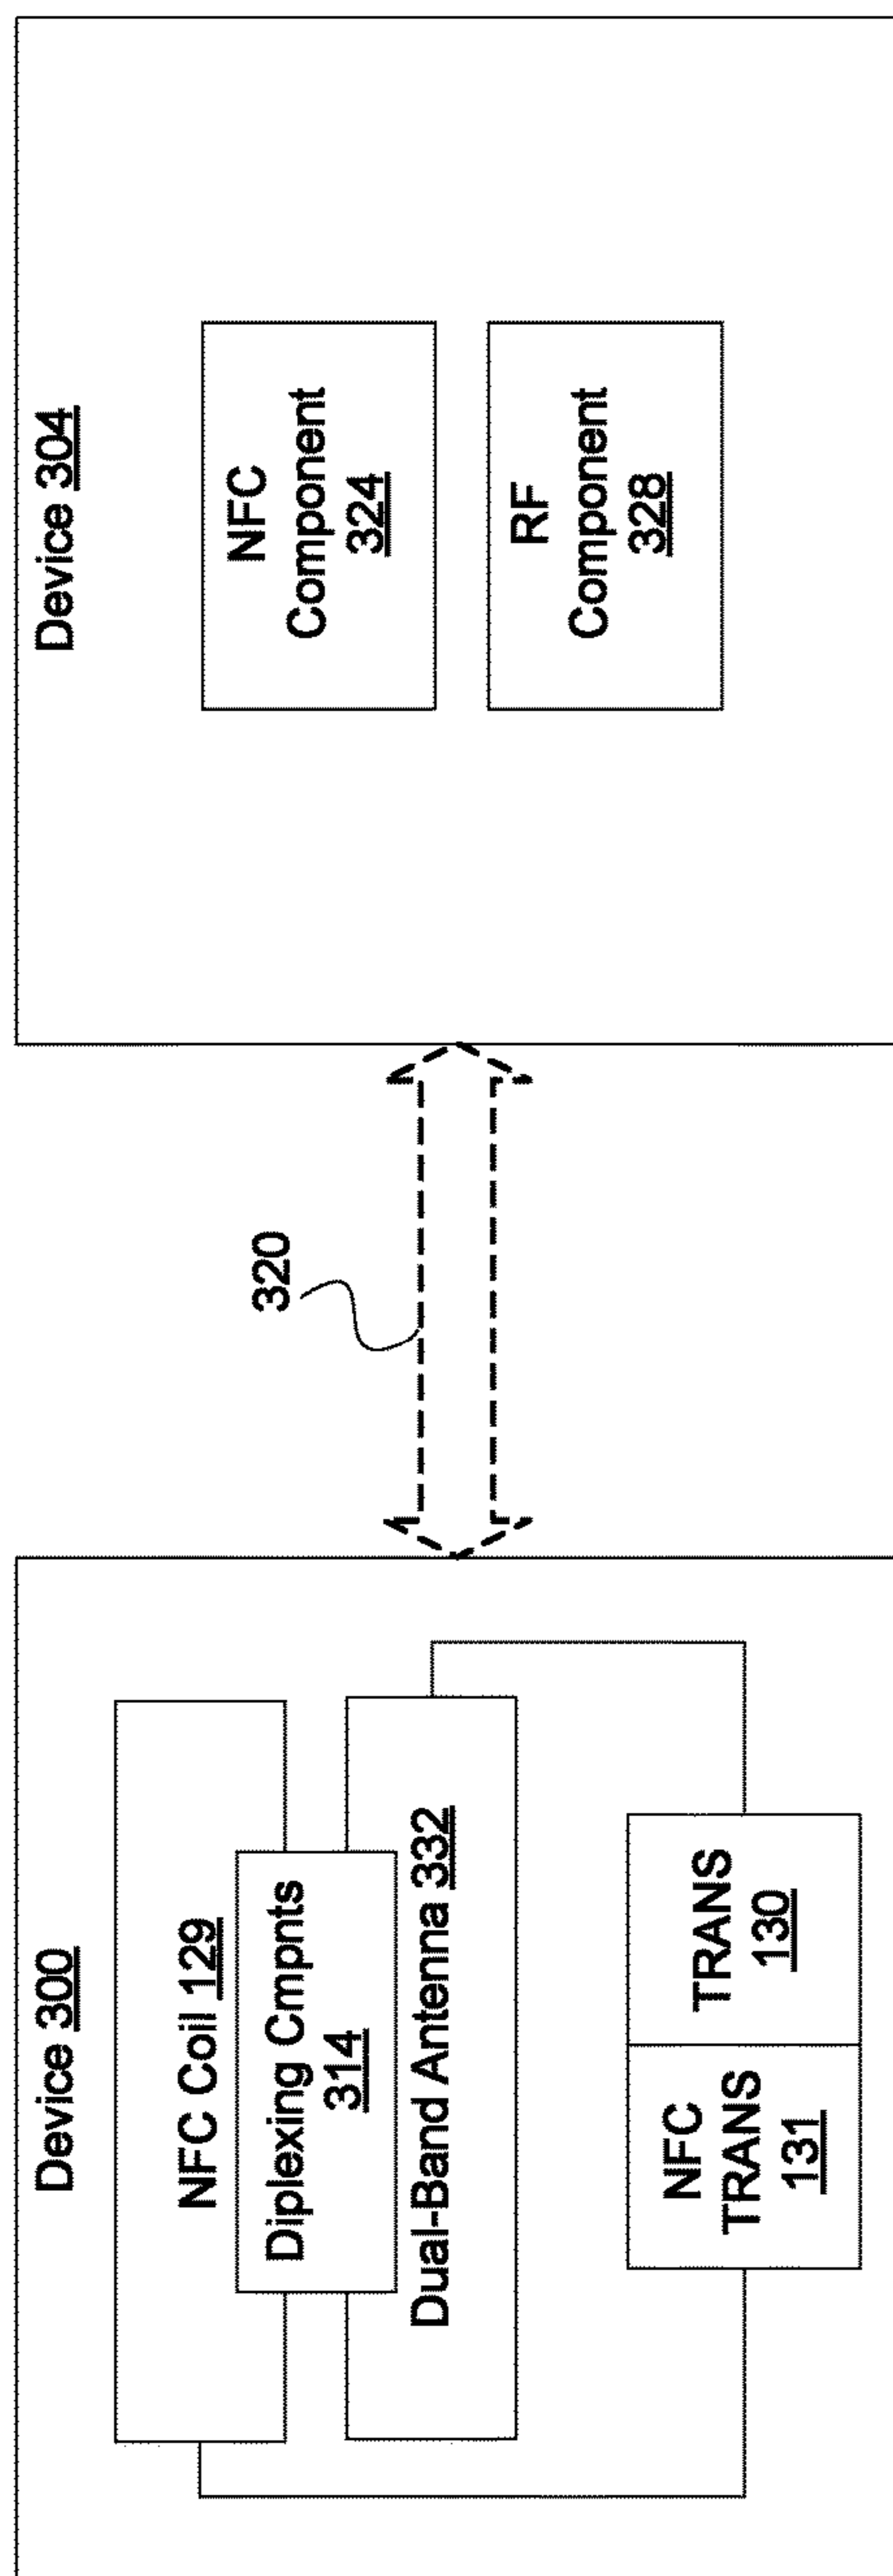 Device 300
NFC Coil 129
Diplexing Cmpnts
314
Dual-Band Antenna 332
NFC
TRANS
131
TRANS
130
320
Device 304
NFC
Component
324
RF
Component
328